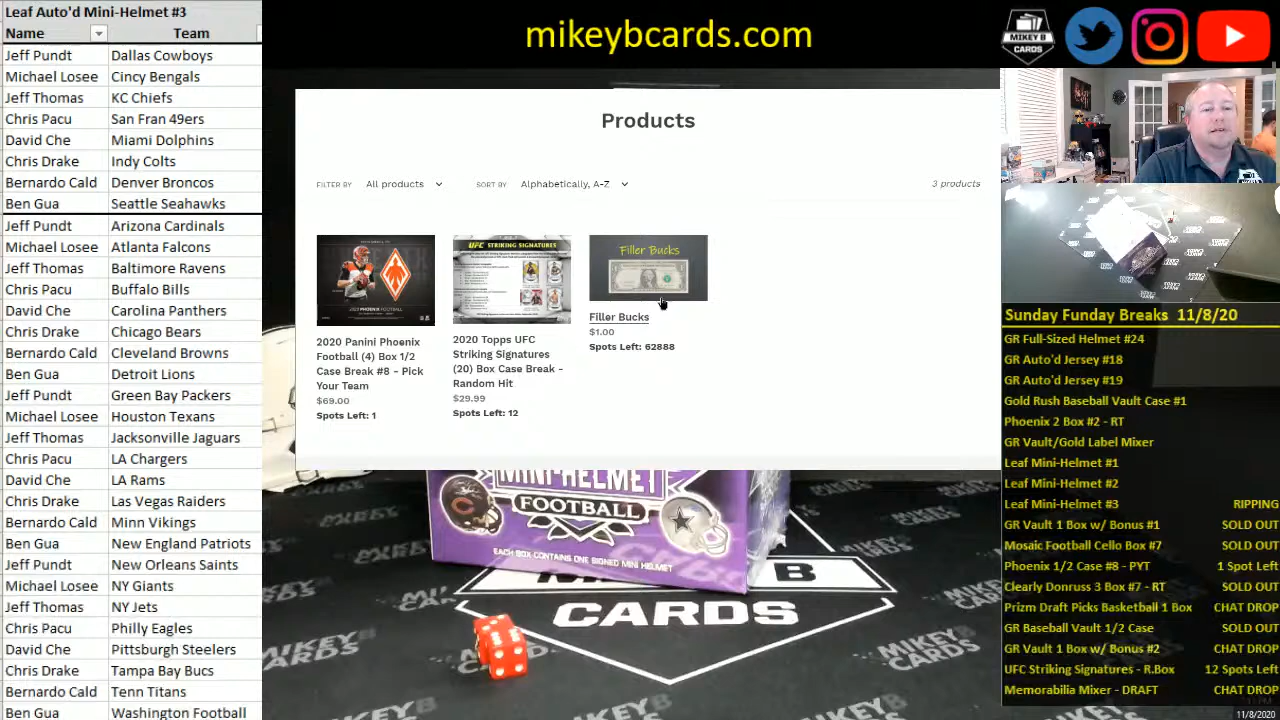 Leaf Auto'd Mini-Helmet #3
Name Team
Jeff Pundt Dallas Cowboys
Michael Losee Cincy Bengals
Jeff Thomas KC Chiefs
Chris Pacu San Fran 49ers
David Che Miami Dolphins
Chris Drake Indy Colts
Bernardo Cald Denver Broncos
Ben Gua Seattle Seahawks
Jeff Pundt Arizona Cardinals
Michael Losee Atlanta Falcons
Jeff Thomas Baltimore Ravens
Chris Pacu Buffalo Bills
David Che Carolina Panthers
Chris Drake Chicago Bears
Bernardo Cald Cleveland Browns
Ben Gua Detroit Lions
Jeff Pundt Green Bay Packers
Michael Losee Houston Texans
Jeff Thomas Jacksonville Jaguars
Chris Pacu LA Chargers
David Che LA Rams
Chris Drake Las Vegas Raiders
Bernardo Cald Minn Vikings
Ben Gua New England Patriots
Jeff Pundt New Orleans Saints
Michael Losee NY Giants
Jeff Thomas NY Jets
Chris Pacu Philly Eagles
David Che Pittsburgh Steelers
Chris Drake Tampa Bay Bucs
Bernardo Cald Tenn Titans
Ben Gua Washington Football
mikeybcards.com
MIKEY B
CARDS
Products
FILTER BY All products SORT BY Alphabetically, A-Z 3 products
2020 Panini Phoenix
Football (4) Box 1/2
Case Break #8 - Pick
Your Team
$69.00
Spots Left: 1
UFC STRIKING SIGNATURES
2020 Topps UFC
Striking Signatures
(20) Box Case Break -
Random Hit
$29.99
Spots Left: 12
Filler Bucks
Filler Bucks
$1.00
Spots Left: 62888
MINI-HELMET
FOOTBALL
EACH BOX CONTAINS ONE SIGNED MINI HELMET
B
CARDS
MIKEY B
CARDS
Sunday Funday Breaks 11/8/20
GR Full-Sized Helmet #24
GR Auto'd Jersey #18
GR Auto'd Jersey #19
Gold Rush Baseball Vault Case #1
Phoenix 2 Box #2 - RT
GR Vault/Gold Label Mixer
Leaf Mini-Helmet #1
Leaf Mini-Helmet #2
Leaf Mini-Helmet #3 RIPPING
GR Vault 1 Box w/ Bonus #1 SOLD OUT
Mosaic Football Cello Box #7 SOLD OUT
Phoenix 1/2 Case #8 - PYT 1 Spot Left
Clearly Donruss 3 Box #7 - RT SOLD OUT
Prizm Draft Picks Basketball 1 Box CHAT DROP
GR Baseball Vault 1/2 Case SOLD OUT
GR Vault 1 Box w/ Bonus #2 CHAT DROP
UFC Striking Signatures - R.Box 12 Spots Left
Memorabilia Mixer - DRAFT CHAT DROP
11/8/2020